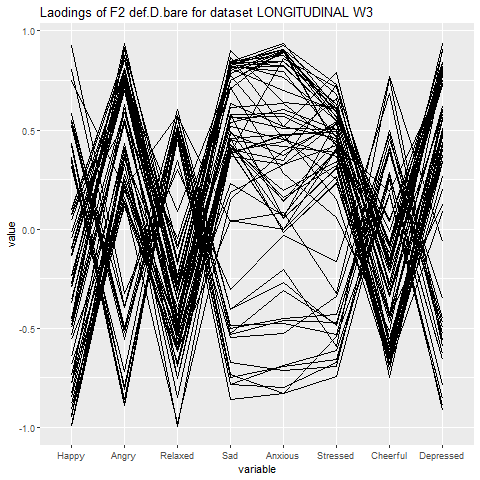 Laodings of F2 def.D.bare for dataset LONGITUDINAL W3
1.0
0.5
0.0
-0.5
-1.0
value
Happy Angry Relaxed Sad Anxious Stressed Cheerful Depressed
variable